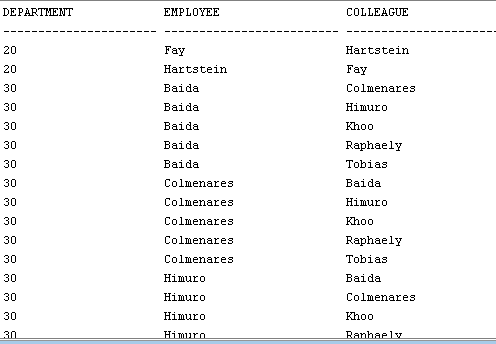 DEPARTMENT EMPLOYEE COLLEAGUE
---------------------- ------------------------- -------------------------
20 Fay Hartstein
20 Hartstein Fay
30 Baida Colmenares
30 Baida Himuro
30 Baida Khoo
30 Baida Raphaely
30 Baida Tobias
30 Colmenares Baida
30 Colmenares Himuro
30 Colmenares Khoo
30 Colmenares Raphaely
30 Colmenares Tobias
30 Himuro Baida
30 Himuro Colmenares
30 Himuro Khoo
30 Himuro Raphaely